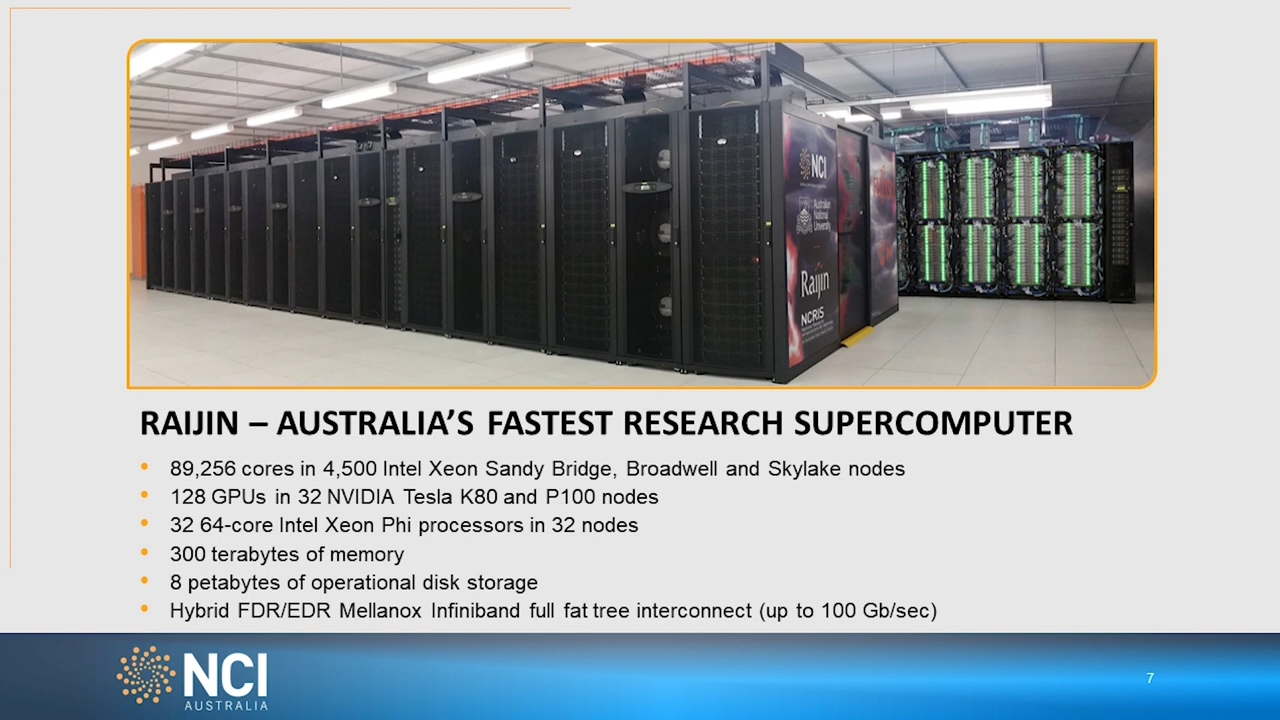 NCI
Australian
National
University
Raijin
NCRIS
RAIJIN – AUSTRALIA’S FASTEST RESEARCH SUPERCOMPUTER
• 89,256 cores in 4,500 Intel Xeon Sandy Bridge, Broadwell and Skylake nodes
• 128 GPUs in 32 NVIDIA Tesla K80 and P100 nodes
• 32 64-core Intel Xeon Phi processors in 32 nodes
• 300 terabytes of memory
• 8 petabytes of operational disk storage
• Hybrid FDR/EDR Mellanox Infiniband full fat tree interconnect (up to 100 Gb/sec)
NCI
AUSTRALIA
7